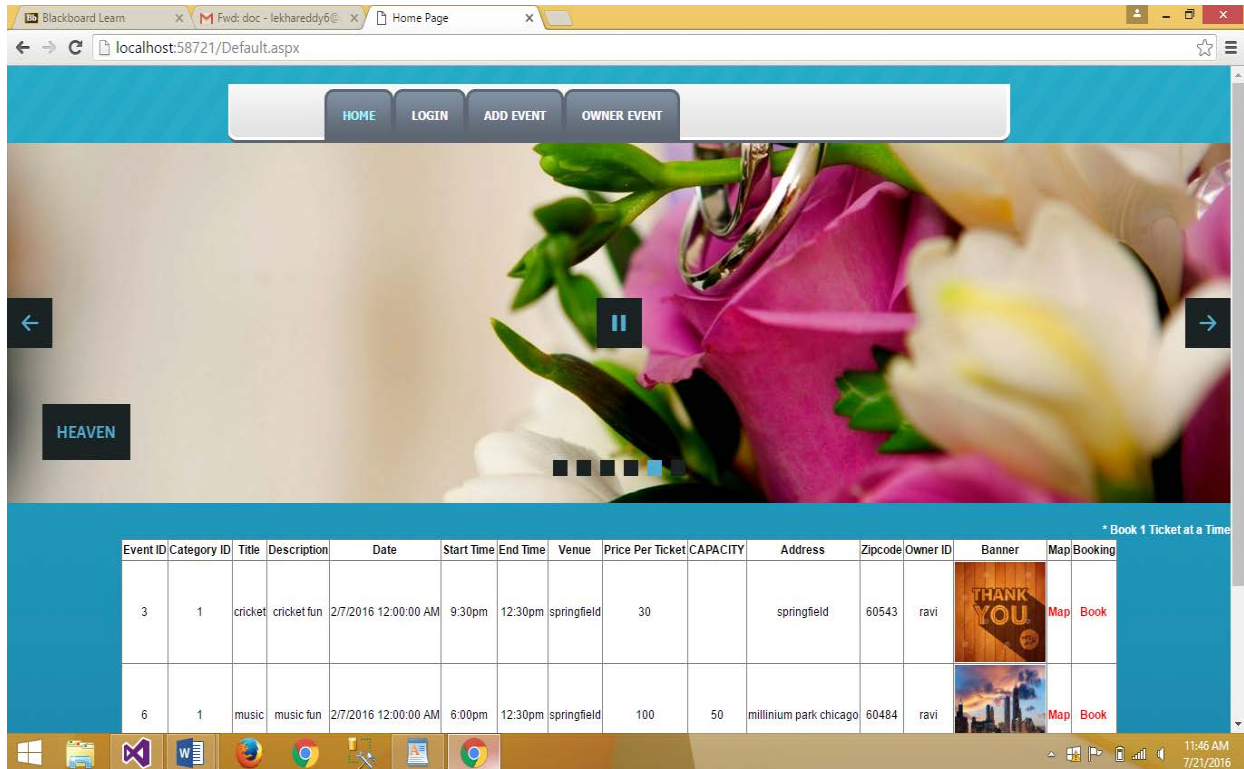 Blackboard Learn
Fwd: doc - lekhareddy6@
Home Page
localhost:58721/Default.aspx
HOME LOGIN ADD EVENT OWNER EVENT
HEAVEN
* Book 1 Ticket at a Time
Event ID Category ID Title Description Date Start Time End Time Venue Price Per Ticket CAPACITY Address Zipcode Owner ID Banner Map Booking
3 1 cricket cricket fun 2/7/2016 12:00:00 AM 9:30pm 12:30pm springfield 30 springfield 60543 ravi THANK YOU Map Book
6 1 music music fun 2/7/2016 12:00:00 AM 6:00pm 12:30pm springfield 100 50 millinium park chicago 60484 ravi Map Book
11:46 AM
7/21/2016